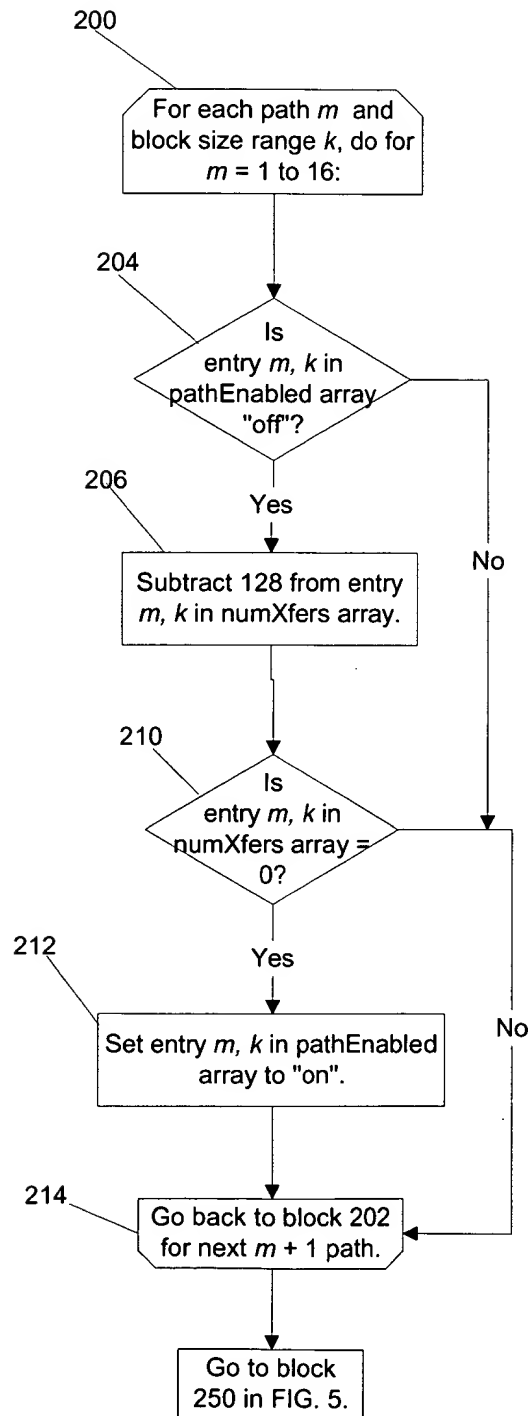 200
For each path m and
block size range k, do for
m = 1 to 16:
204
Is
entry m, k in
pathEnabled array
"off"?
Yes
No
206
Subtract 128 from entry
m, k in numXfers array.
210
Is
entry m, k in
numXfers array =
0?
Yes
No
212
Set entry m, k in pathEnabled
array to "on".
214
Go back to block 202
for next m + 1 path.
Go to block
250 in FIG. 5.